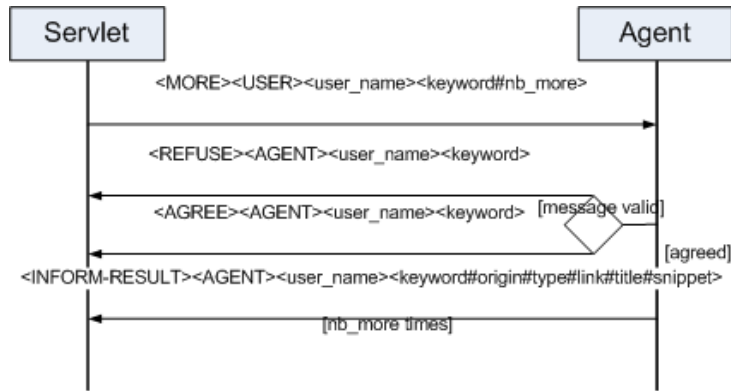 Servlet
Agent
<MORE><USER><user_name><keyword#nb_more>
<REFUSE><AGENT><user_name><keyword>
<AGREE><AGENT><user_name><keyword>
[message valid]
[agreed]
<INFORM-RESULT><AGENT><user_name><keyword#origin#type#link#title#snippet>
[nb_more times]